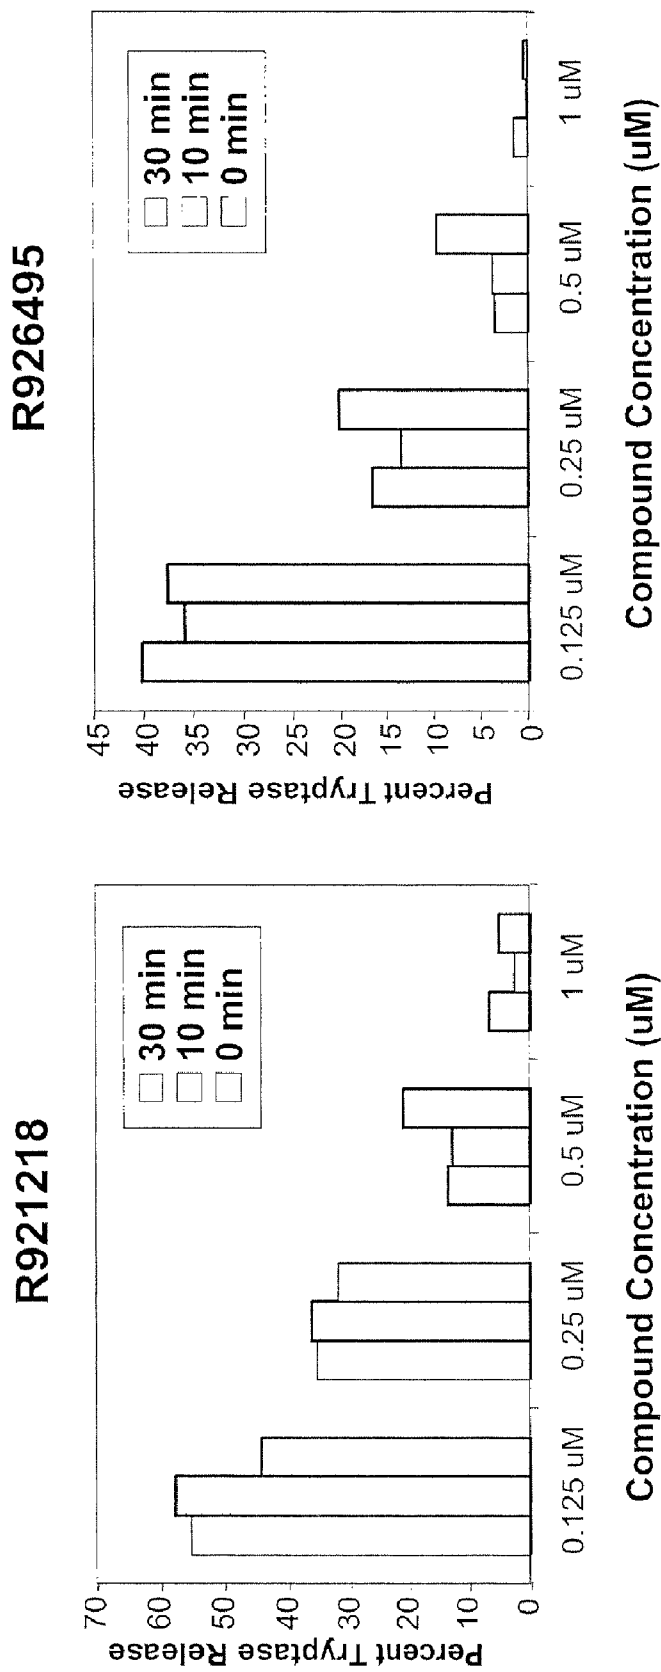 R921218
70
60
50
40
30
20
10
0
Percent Tryptase Release
30 min
10 min
0 min
0.125 uM
0.25 uM
0.5 uM
1 uM
Compound Concentration (uM)
R926495
45
40
35
30
25
20
15
10
5
0
Percent Tryptase Release
30 min
10 min
0 min
0.125 uM
0.25 uM
0.5 uM
1 uM
Compound Concentration (uM)